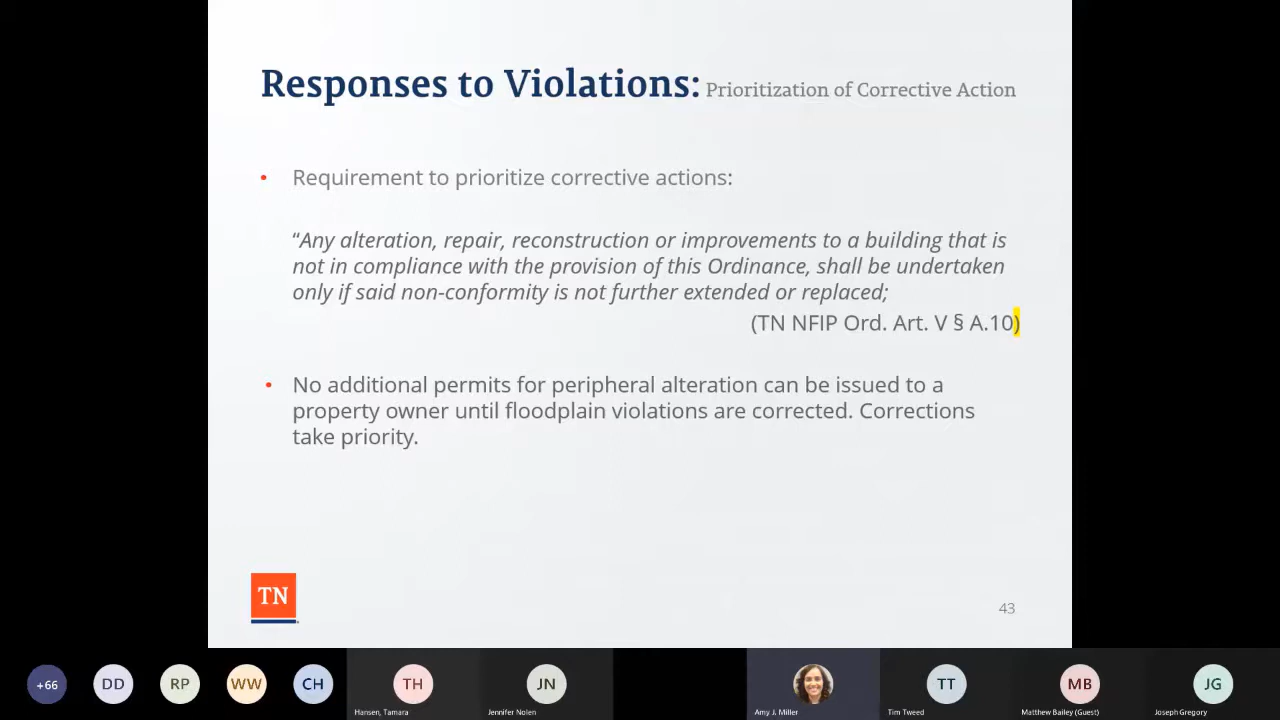 Responses to Violations: Prioritization of Corrective Action
• Requirement to prioritize corrective actions:
“Any alteration, repair, reconstruction or improvements to a building that is
not in compliance with the provision of this Ordinance, shall be undertaken
only if said non-conformity is not further extended or replaced;
(TN NFIP Ord. Art. V § A.10)
• No additional permits for peripheral alteration can be issued to a
property owner until floodplain violations are corrected. Corrections
take priority.
TN
43
+66 DD RP WW CH TH JN TT MB JG
Hansen, Tamara Jennifer Nolen Amy J. Miller Tim Tweed Matthew Bailey (Guest) Joseph Gregory